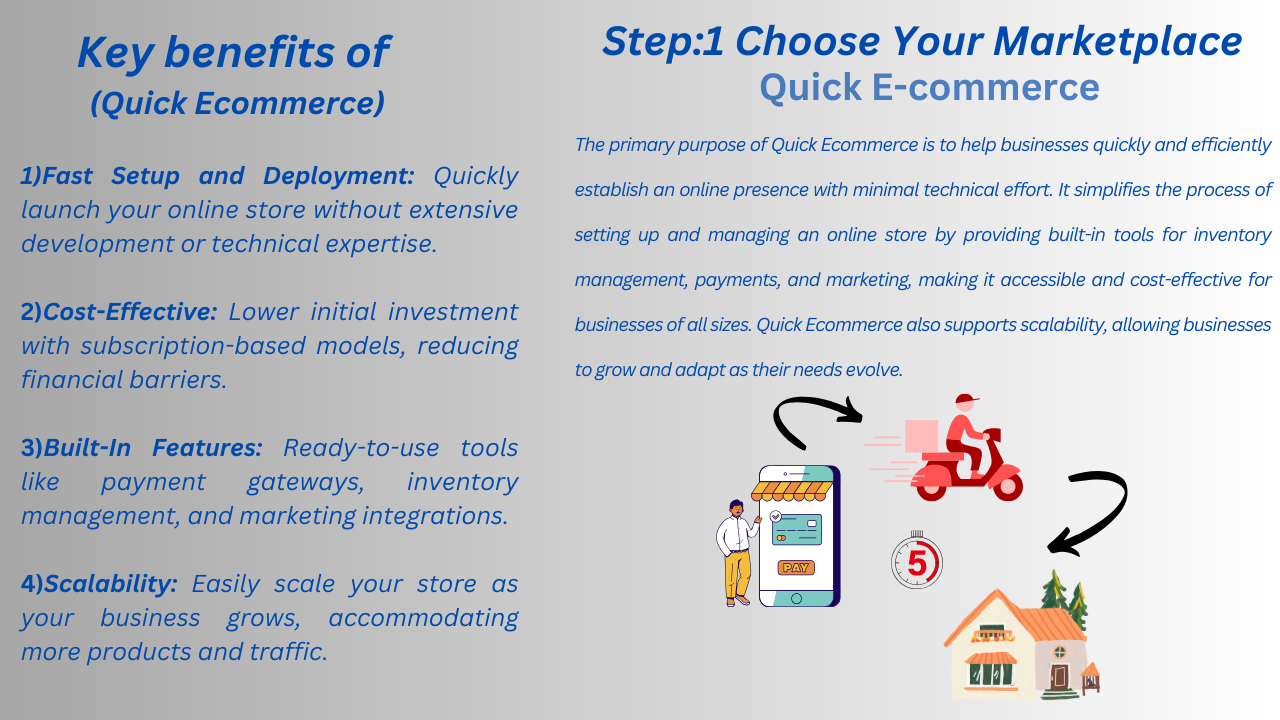 Key benefits of
(Quick Ecommerce)
1)Fast Setup and Deployment: Quickly
launch your online store without extensive
development or technical expertise.
2)Cost-Effective: Lower initial investment
with subscription-based models, reducing
financial barriers.
3)Built-In Features: Ready-to-use tools
like payment gateways, inventory
management, and marketing integrations.
4)Scalability: Easily scale your store as
your business grows, accommodating
more products and traffic.
Step:1 Choose Your Marketplace
Quick E-commerce
The primary purpose of Quick Ecommerce is to help businesses quickly and efficiently
establish an online presence with minimal technical effort. It simplifies the process of
setting up and managing an online store by providing built-in tools for inventory
management, payments, and marketing, making it accessible and cost-effective for
businesses of all sizes. Quick Ecommerce also supports scalability, allowing businesses
to grow and adapt as their needs evolve.
PAY
5